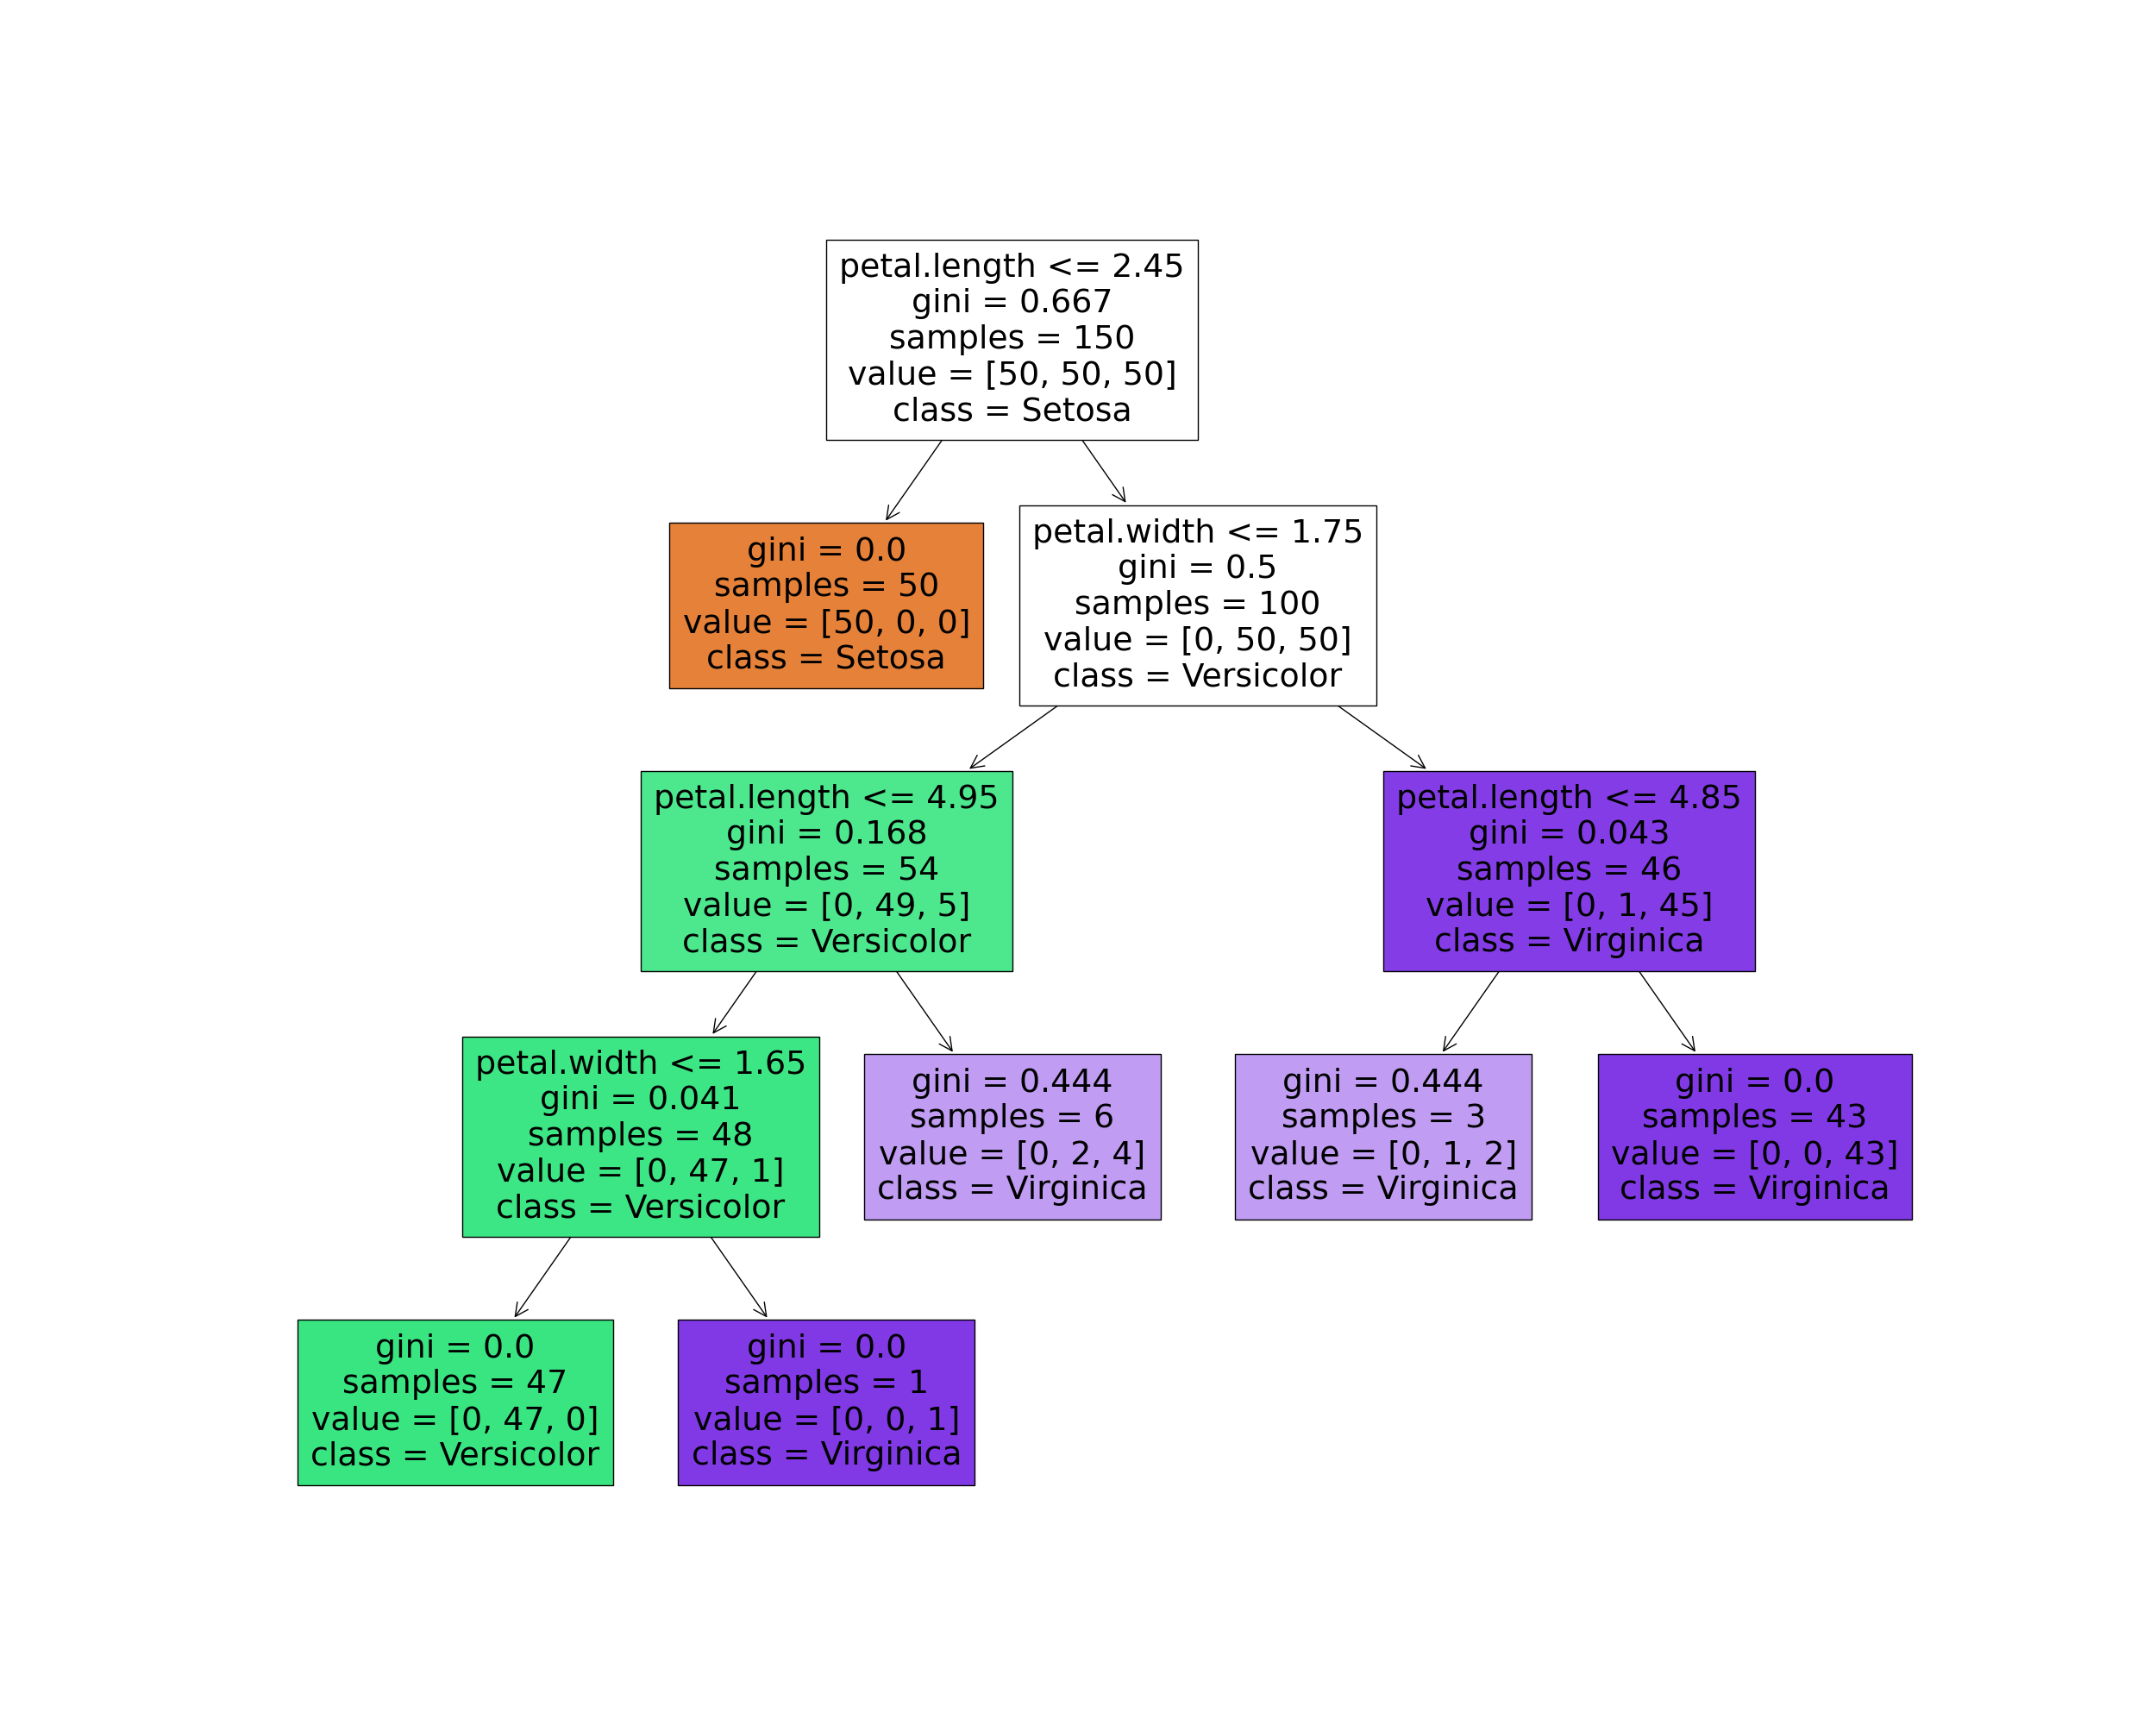 petal.length <= 2.45
gini = 0.667
samples = 150
value = [50, 50, 50]
class = Setosa
gini = 0.0
samples = 50
value = [50, 0, 0]
class = Setosa
petal.width <= 1.75
gini = 0.5
samples = 100
value = [0, 50, 50]
class = Versicolor
petal.length <= 4.95
gini = 0.168
samples = 54
value = [0, 49, 5]
class = Versicolor
petal.length <= 4.85
gini = 0.043
samples = 46
value = [0, 1, 45]
class = Virginica
petal.width <= 1.65
gini = 0.041
samples = 48
value = [0, 47, 1]
class = Versicolor
gini = 0.444
samples = 6
value = [0, 2, 4]
class = Virginica
gini = 0.444
samples = 3
value = [0, 1, 2]
class = Virginica
gini = 0.0
samples = 43
value = [0, 0, 43]
class = Virginica
gini = 0.0
samples = 47
value = [0, 47, 0]
class = Versicolor
gini = 0.0
samples = 1
value = [0, 0, 1]
class = Virginica